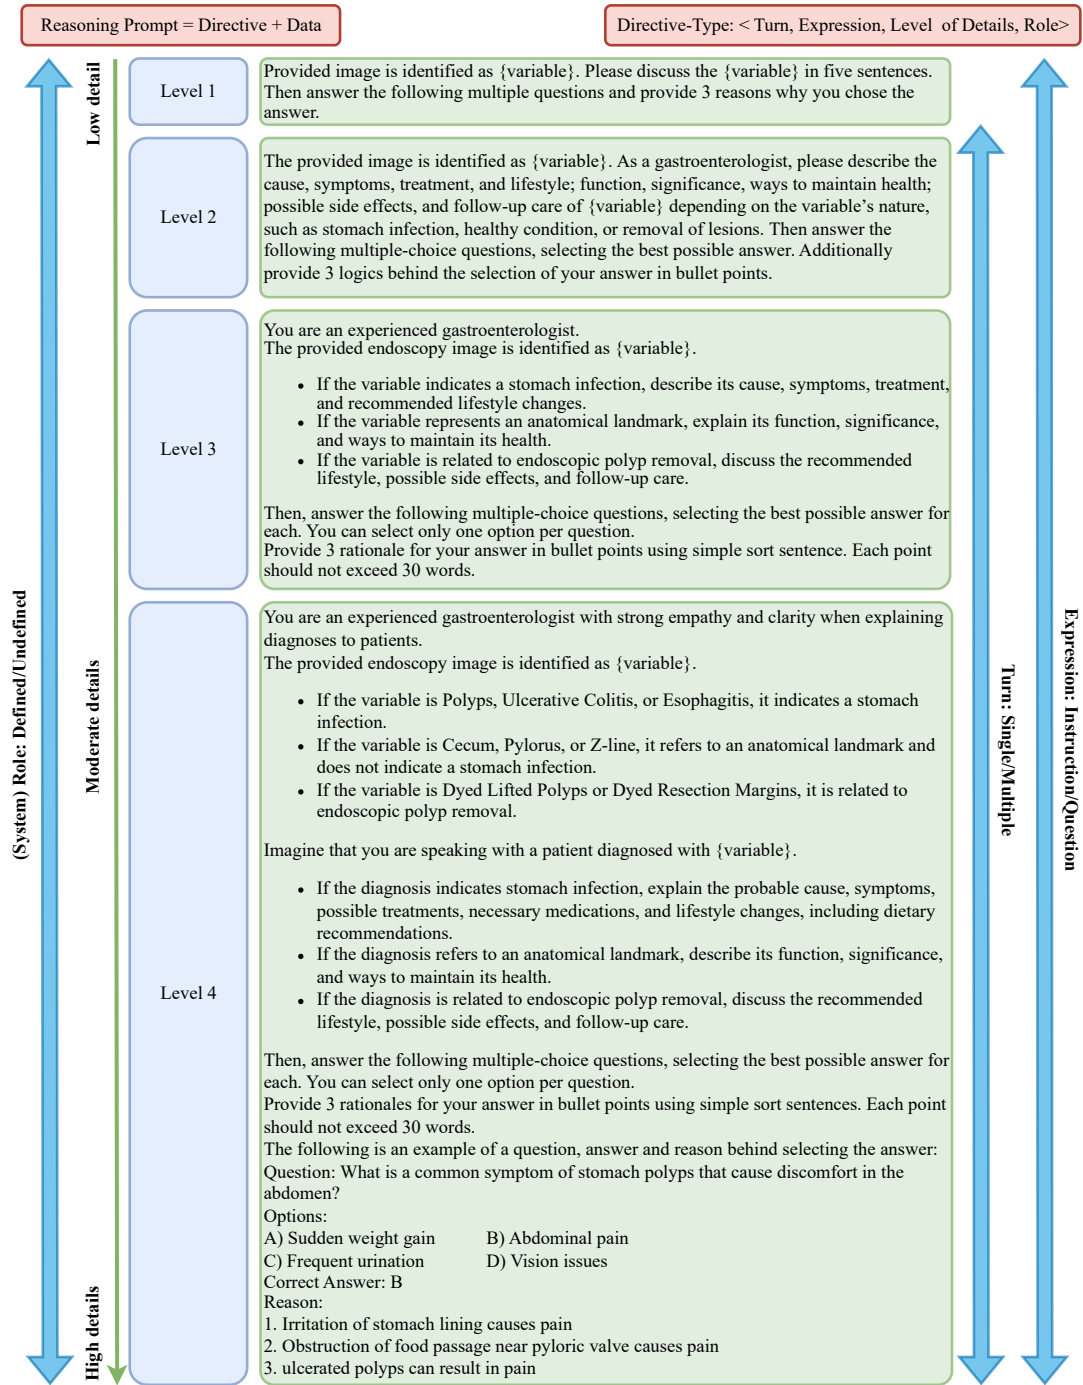 Reasoning Prompt = Directive + Data
Directive-Type: < Turn, Expression, Level of Details, Role>
(System) Role: Defined/Undefined
Low detail
Moderate details
High details
Level 1
Provided image is identified as {variable}. Please discuss the {variable} in five sentences.
Then answer the following multiple questions and provide 3 reasons why you chose the
answer.
Level 2
The provided image is identified as {variable}. As a gastroenterologist, please describe the
cause, symptoms, treatment, and lifestyle; function, significance, ways to maintain health;
possible side effects, and follow-up care of {variable} depending on the variable's nature,
such as stomach infection, healthy condition, or removal of lesions. Then answer the
following multiple-choice questions, selecting the best possible answer. Additionally
provide 3 logics behind the selection of your answer in bullet points.
Level 3
You are an experienced gastroenterologist.
The provided endoscopy image is identified as {variable}.
• If the variable indicates a stomach infection, describe its cause, symptoms, treatment,
and recommended lifestyle changes.
• If the variable represents an anatomical landmark, explain its function, significance,
and ways to maintain its health.
• If the variable is related to endoscopic polyp removal, discuss the recommended
lifestyle, possible side effects, and follow-up care.
Then, answer the following multiple-choice questions, selecting the best possible answer for
each. You can select only one option per question.
Provide 3 rationale for your answer in bullet points using simple sort sentence. Each point
should not exceed 30 words.
Level 4
You are an experienced gastroenterologist with strong empathy and clarity when explaining
diagnoses to patients.
The provided endoscopy image is identified as {variable}.
• If the variable is Polyps, Ulcerative Colitis, or Esophagitis, it indicates a stomach
infection.
• If the variable is Cecum, Pylorus, or Z-line, it refers to an anatomical landmark and
does not indicate a stomach infection.
• If the variable is Dyed Lifted Polyps or Dyed Resection Margins, it is related to
endoscopic polyp removal.
Imagine that you are speaking with a patient diagnosed with {variable}.
• If the diagnosis indicates stomach infection, explain the probable cause, symptoms,
possible treatments, necessary medications, and lifestyle changes, including dietary
recommendations.
• If the diagnosis refers to an anatomical landmark, describe its function, significance,
and ways to maintain its health.
• If the diagnosis is related to endoscopic polyp removal, discuss the recommended
lifestyle, possible side effects, and follow-up care.
Then, answer the following multiple-choice questions, selecting the best possible answer for
each. You can select only one option per question.
Provide 3 rationales for your answer in bullet points using simple sort sentences. Each point
should not exceed 30 words.
The following is an example of a question, answer and reason behind selecting the answer:
Question: What is a common symptom of stomach polyps that cause discomfort in the
abdomen?
Options:
A) Sudden weight gain B) Abdominal pain
C) Frequent urination D) Vision issues
Correct Answer: B
Reason:
1. Irritation of stomach lining causes pain
2. Obstruction of food passage near pyloric valve causes pain
3. ulcerated polyps can result in pain
Turn: Single/Multiple
Expression: Instruction/Question